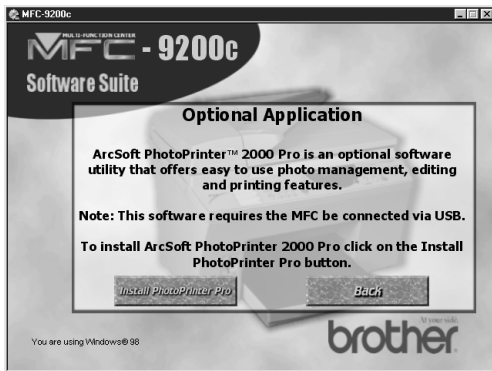 MFC-9200c
MULTI-FUNCTION CENTER
MFC - 9200c
Software Suite
Optional Application
ArcSoft PhotoPrinter™ 2000 Pro is an optional software
utility that offers easy to use photo management, editing
and printing features.
Note: This software requires the MFC be connected via USB.
To install ArcSoft PhotoPrinter 2000 Pro click on the Install
PhotoPrinter Pro button.
Install PhotoPrinter Pro
Back
At your side.
brother
You are using Windows® 98